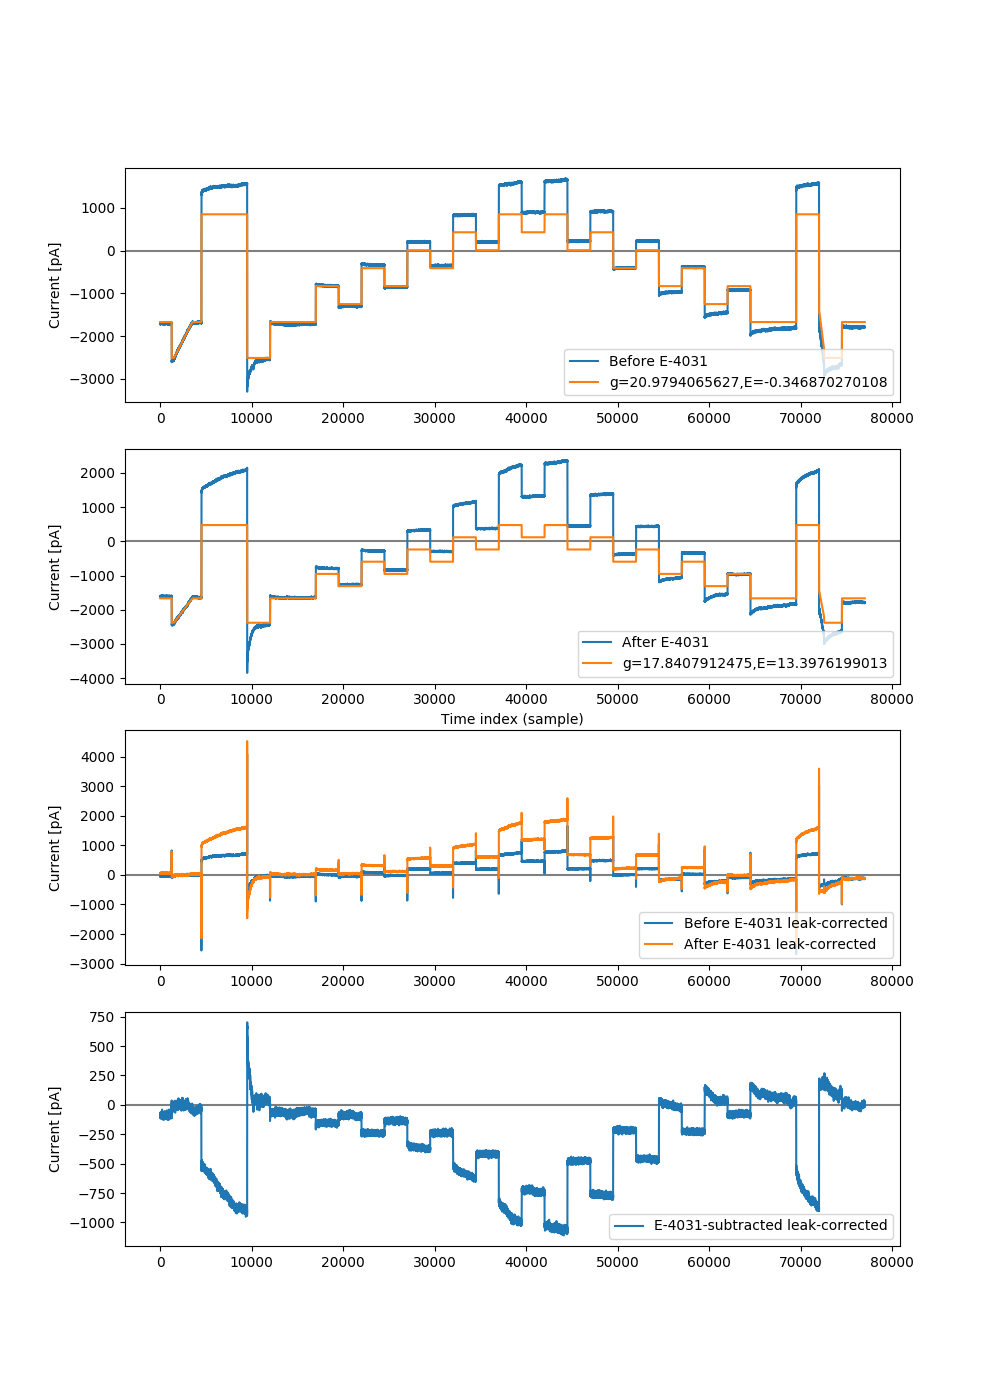 Current [pA]
1000
0
−1000
−2000
−3000
Before E-4031
g=20.9794065627,E=-0.346870270108
0 10000 20000 30000 40000 50000 60000 70000 80000
Current [pA]
2000
1000
0
−1000
−2000
−3000
−4000
After E-4031
g=17.8407912475,E=13.3976199013
0 10000 20000 30000 40000 50000 60000 70000 80000
Time index (sample)
Current [pA]
4000
3000
2000
1000
0
−1000
−2000
−3000
Before E-4031 leak-corrected
After E-4031 leak-corrected
0 10000 20000 30000 40000 50000 60000 70000 80000
Current [pA]
750
500
250
0
−250
−500
−750
−1000
E-4031-subtracted leak-corrected
0 10000 20000 30000 40000 50000 60000 70000 80000